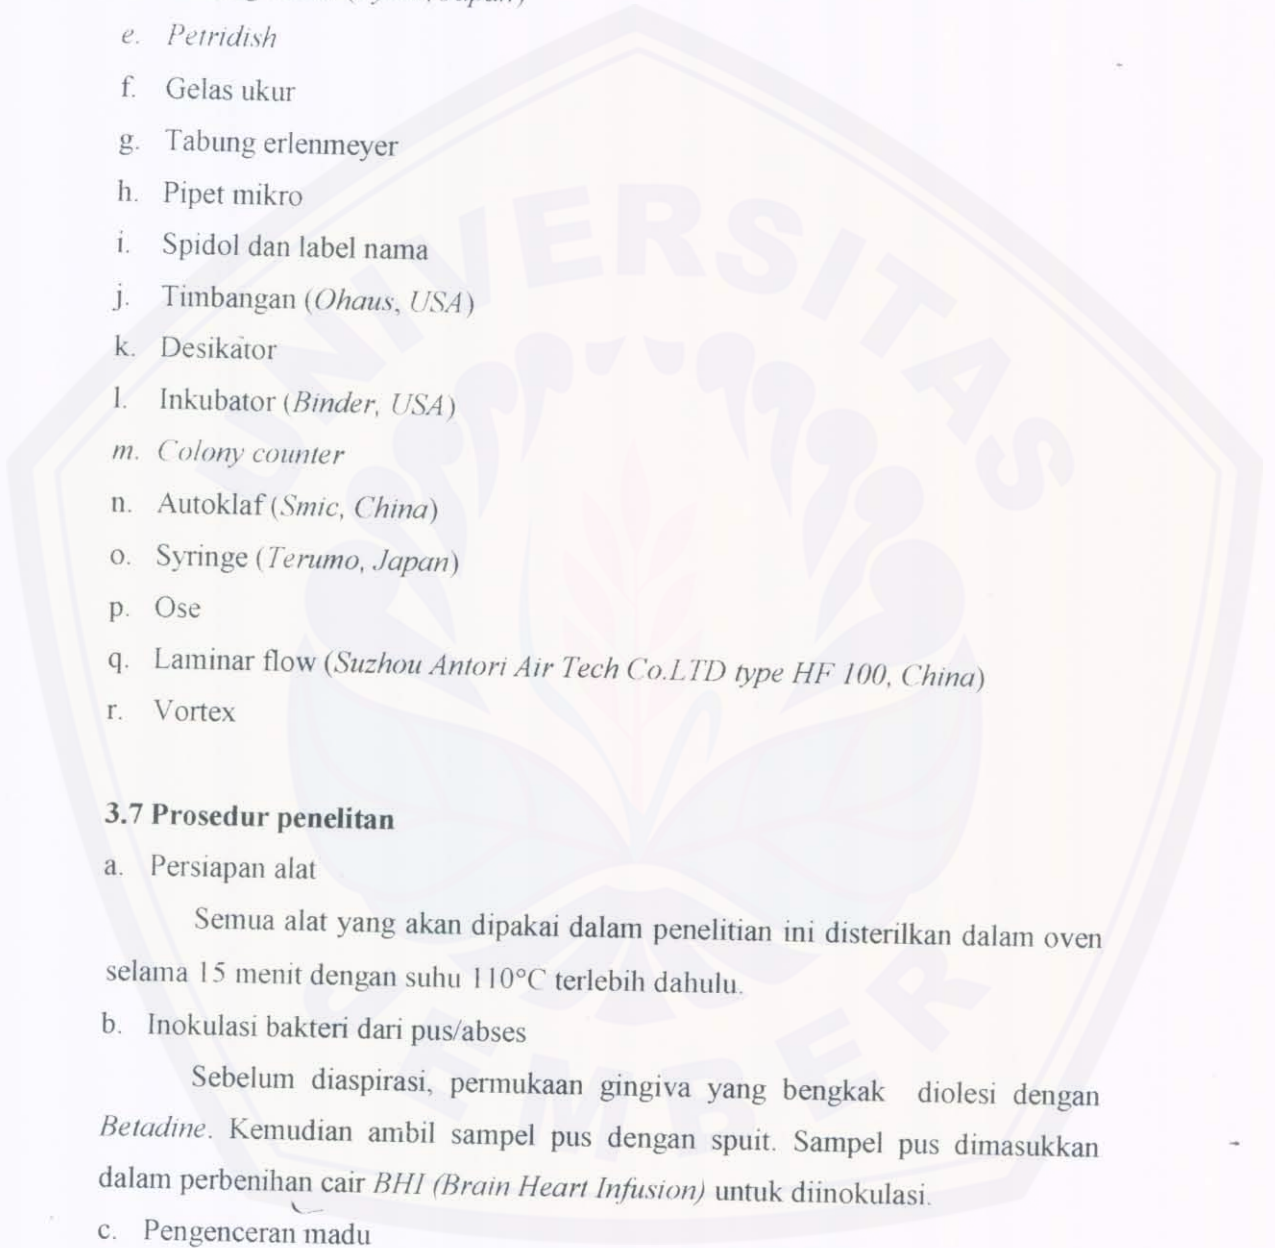 e. Petridish
f. Gelas ukur
g. Tabung erlenmeyer
h. Pipet mikro
i. Spidol dan label nama
j. Timbangan (Ohaus, USA)
k. Desikator
l. Inkubator (Binder, USA)
m. Colony counter
n. Autoklaf (Smic, China)
o. Syringe (Terumo, Japan)
p. Ose
q. Laminar flow (Suzhou Antori Air Tech Co.LTD type HF 100, China)
r. Vortex
3.7 Prosedur penelitan
a. Persiapan alat
Semua alat yang akan dipakai dalam penelitian ini disterilkan dalam oven
selama 15 menit dengan suhu 110°C terlebih dahulu.
b. Inokulasi bakteri dari pus/abses
Sebelum diaspirasi, permukaan gingiva yang bengkak diolesi dengan
Betadine. Kemudian ambil sampel pus dengan spuit. Sampel pus dimasukkan
dalam perbenihan cair BHI (Brain Heart Infusion) untuk diinokulasi.
c. Pengenceran madu
UNIVERSITAS
JEMBER